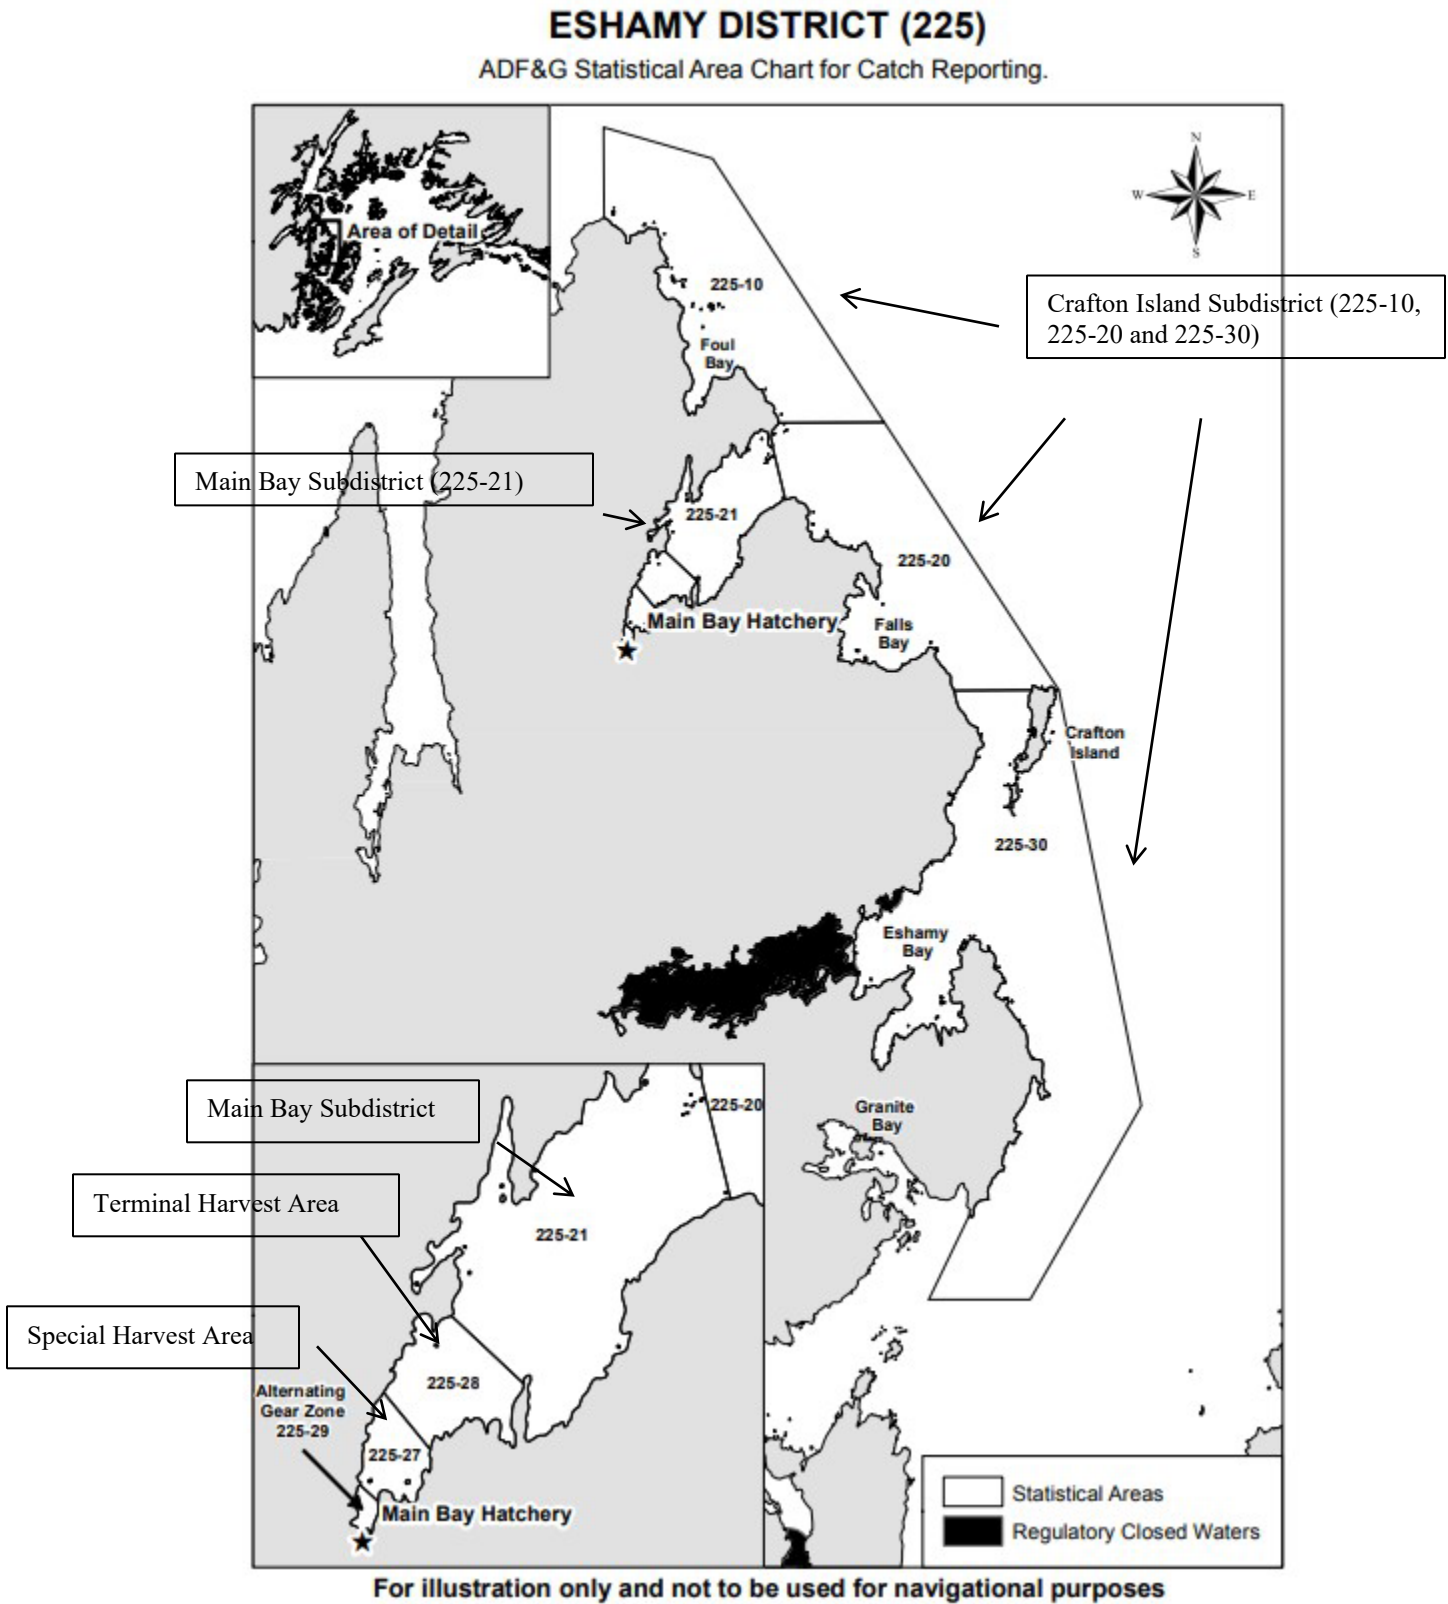 ESHAMY DISTRICT (225)
ADF&G Statistical Area Chart for Catch Reporting.
N
W
E
S
Area of Detail
225-10
Crafton Island Subdistrict (225-10,
225-20 and 225-30)
Foul
Bay
Main Bay Subdistrict (225-21)
225-21
225-20
Main Bay Hatchery
Falls
Bay
Crafton
Island
225-30
Eshamy
Bay
Granite
Bay
Main Bay Subdistrict
225-20
Terminal Harvest Area
225-21
Special Harvest Area
225-28
Alternating
Gear Zone
225-29
225-27
Main Bay Hatchery
Statistical Areas
Regulatory Closed Waters
For illustration only and not to be used for navigational purposes